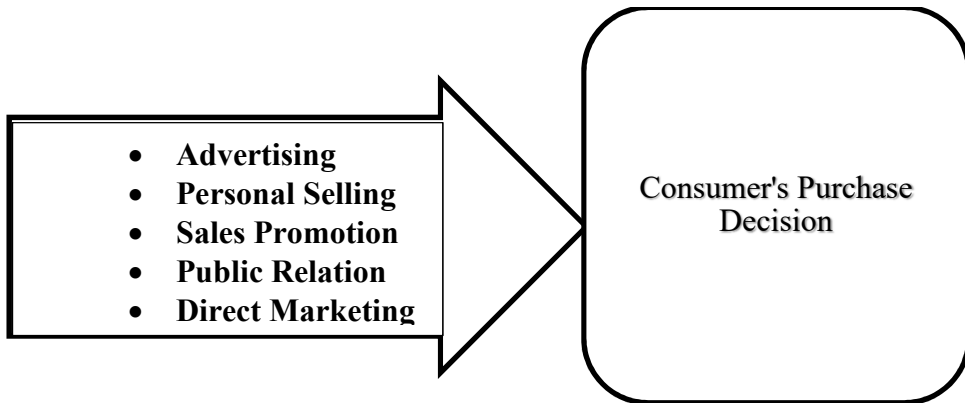 • Advertising
• Personal Selling
• Sales Promotion
• Public Relation
• Direct Marketing
Consumer's Purchase
Decision